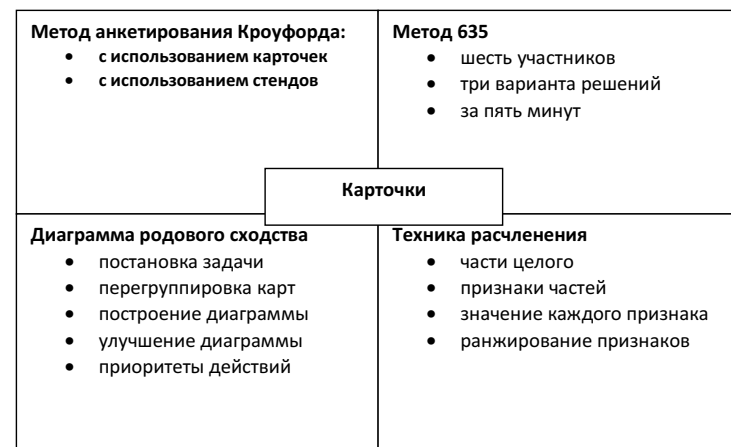 Метод анкетирования Кроуфорда:
• с использованием карточек
• с использованием стендов
Метод 635
• шесть участников
• три варианта решений
• за пять минут
Карточки
Диаграмма родового сходства
• постановка задачи
• перегруппировка карт
• построение диаграммы
• улучшение диаграммы
• приоритеты действий
Техника расчленения
• части целого
• признаки частей
• значение каждого признака
• ранжирование признаков